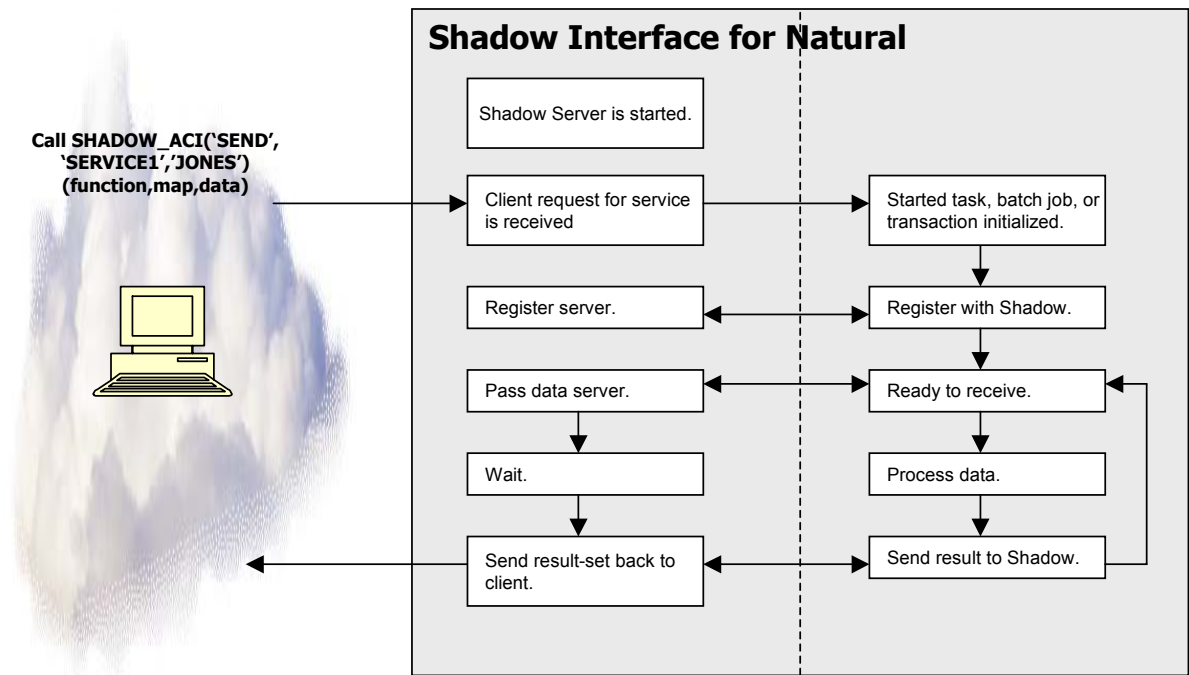 Shadow Interface for Natural
Call SHADOW_ACI(‘SEND’,
‘SERVICE1’,’JONES’)
(function,map,data)
Shadow Server is started.
Client request for service
is received
Started task, batch job, or
transaction initialized.
Register server.
Register with Shadow.
Pass data server.
Ready to receive.
Wait.
Process data.
Send result-set back to
client.
Send result to Shadow.